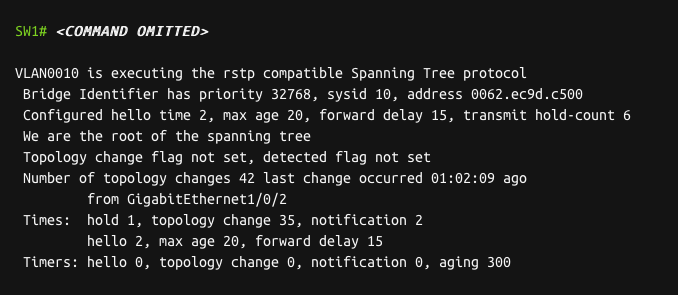 SW1# <COMMAND OMITTED>
VLAN0010 is executing the rstp compatible Spanning Tree protocol
Bridge Identifier has priority 32768, sysid 10, address 0062.ec9d.c500
Configured hello time 2, max age 20, forward delay 15, transmit hold-count 6
We are the root of the spanning tree
Topology change flag not set, detected flag not set
Number of topology changes 42 last change occurred 01:02:09 ago
from GigabitEthernet1/0/2
Times: hold 1, topology change 35, notification 2
hello 2, max age 20, forward delay 15
Timers: hello 0, topology change 0, notification 0, aging 300